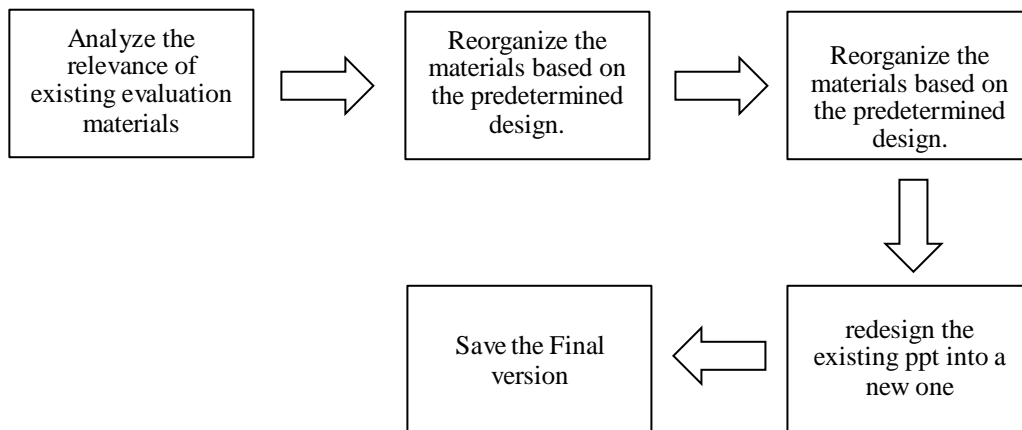 Analyze the
relevance of
existing evaluation
materials
Reorganize the
materials based on
the predetermined
design.
Reorganize the
materials based on
the predetermined
design.
redesign the
existing ppt into a
new one
Save the Final
version